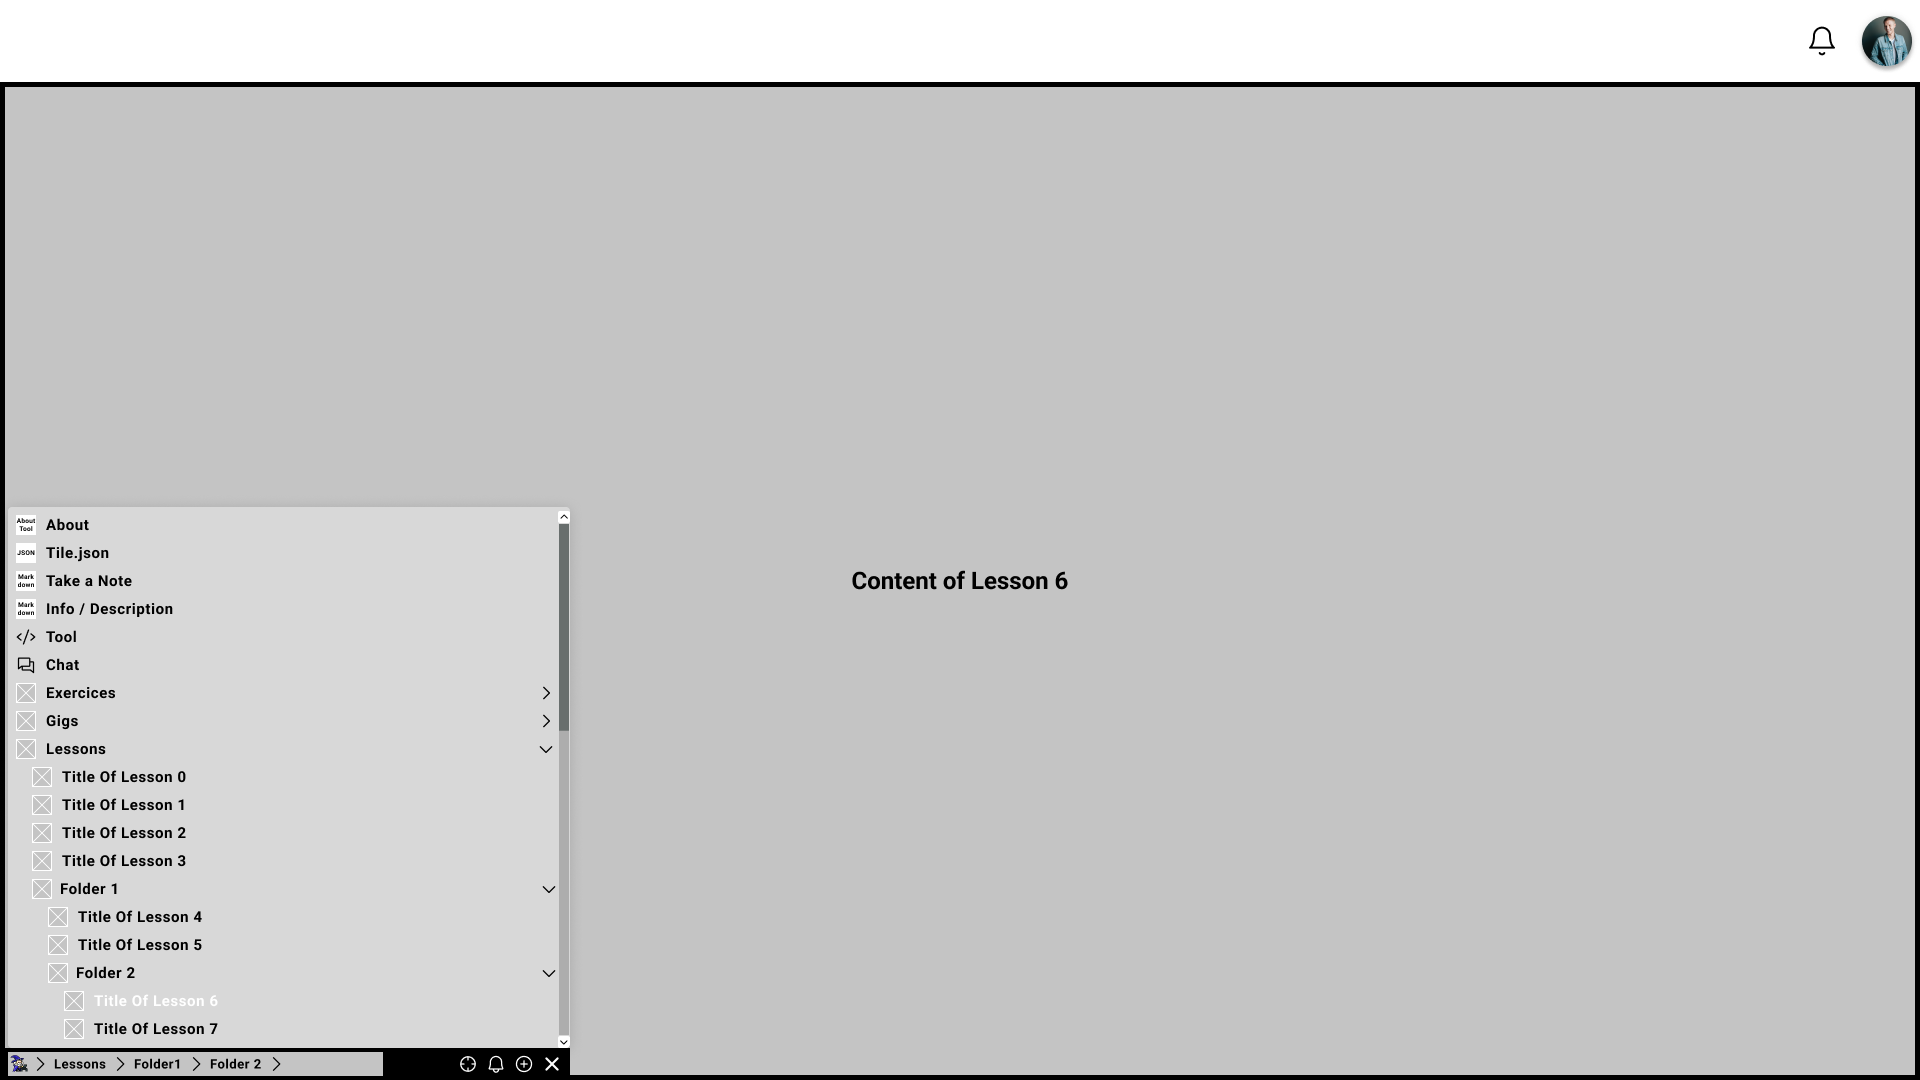 Content of Lesson 6
About
Tool
About
JSON
Tile.json
Mark
down
Take a Note
Mark
down
Info / Description
</> Tool
Chat
Exercices
Gigs
Lessons
Title Of Lesson 0
Title Of Lesson 1
Title Of Lesson 2
Title Of Lesson 3
Folder 1
Title Of Lesson 4
Title Of Lesson 5
Folder 2
Title Of Lesson 6
Title Of Lesson 7
Lessons Folder1 Folder 2